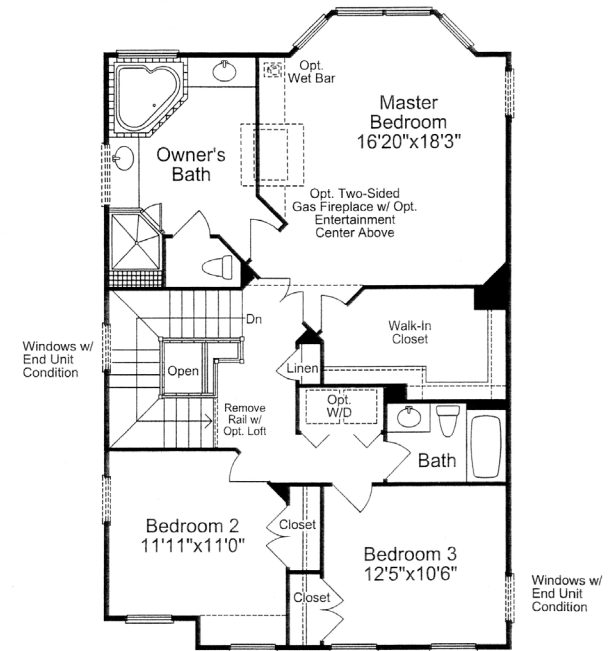 Opt.
Wet Bar
Master
Bedroom
16'20"x18'3"
Owner's
Bath
Opt. Two-Sided
Gas Fireplace w/ Opt.
Entertainment
Center Above
Dn
Windows w/
End Unit
Condition
Open
Walk-In
Closet
Linen
Remove
Rail w/
Opt. Loft
Opt.
W/D
Bath
Bedroom 2
11'11"x11'0"
Closet
Bedroom 3
12'5"x10'6"
Closet
Windows w/
End Unit
Condition